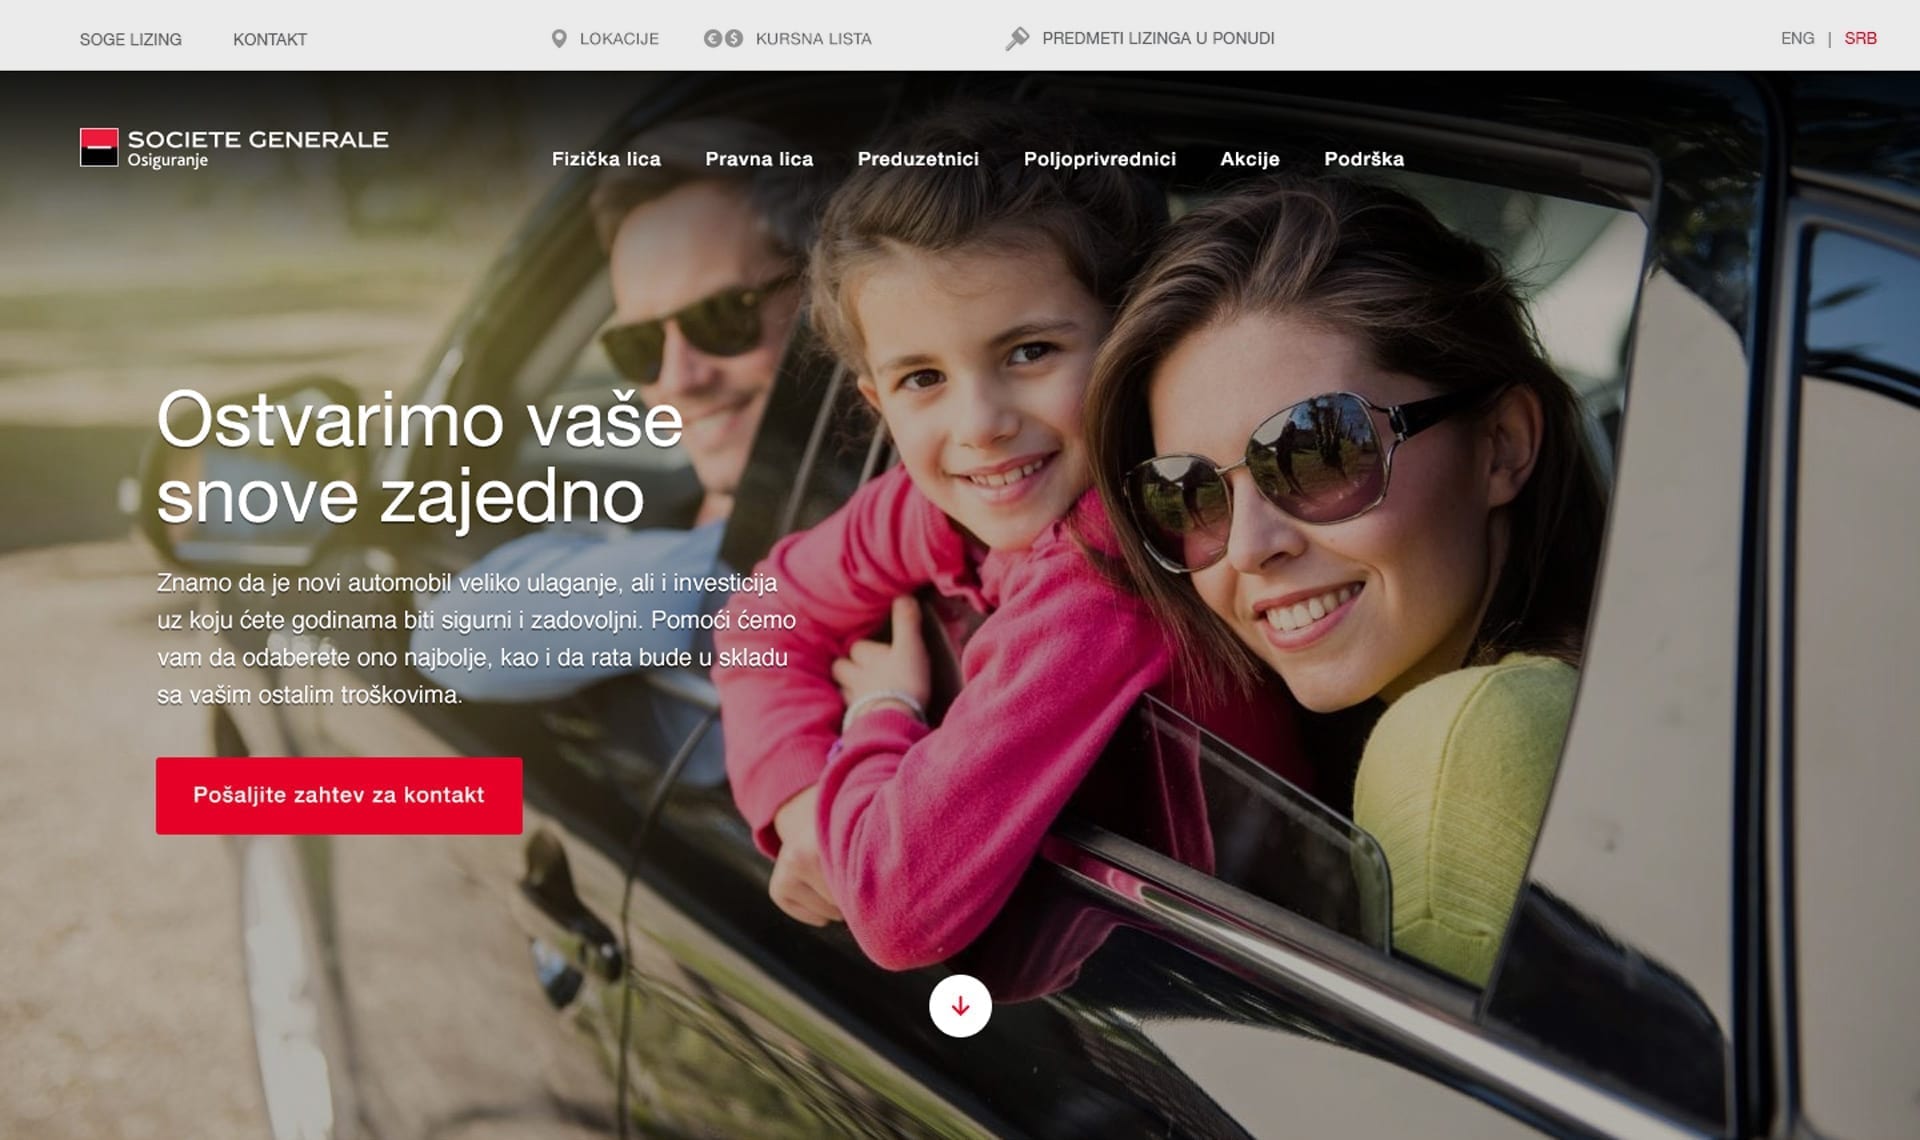 SOGE LIZING
KONTAKT
LOKACIJE
KURSNA LISTA
PREDMETI LIZINGA U PONUDI
ENG | SRB
SOCIETE GENERALE
Osiguranje
Fizička lica
Pravna lica
Preduzetnici
Poljoprivrednici
Akcije
Podrška
Ostvarimo vaše
snove zajedno
Znamo da je novi automobil veliko ulaganje, ali i investicija
uz koju ćete godinama biti sigurni i zadovoljni. Pomoći ćemo
vam da odaberete ono najbolje, kao i da rata bude u skladu
sa vašim ostalim troškovima.
Pošaljite zahtev za kontakt